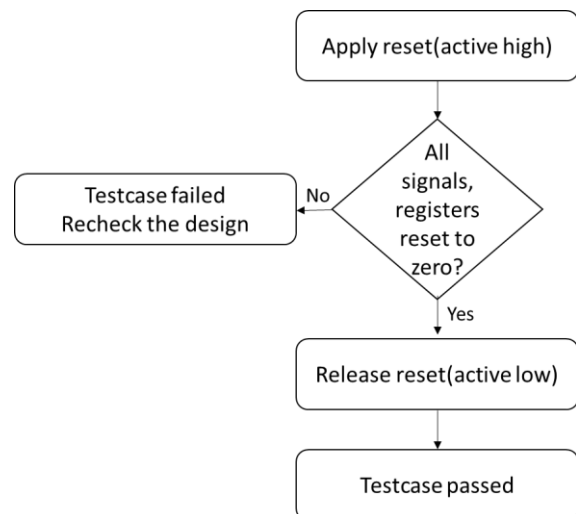 Apply reset(active high)
All
signals,
registers
reset to
zero?
No
Testcase failed
Recheck the design
Yes
Release reset(active low)
Testcase passed